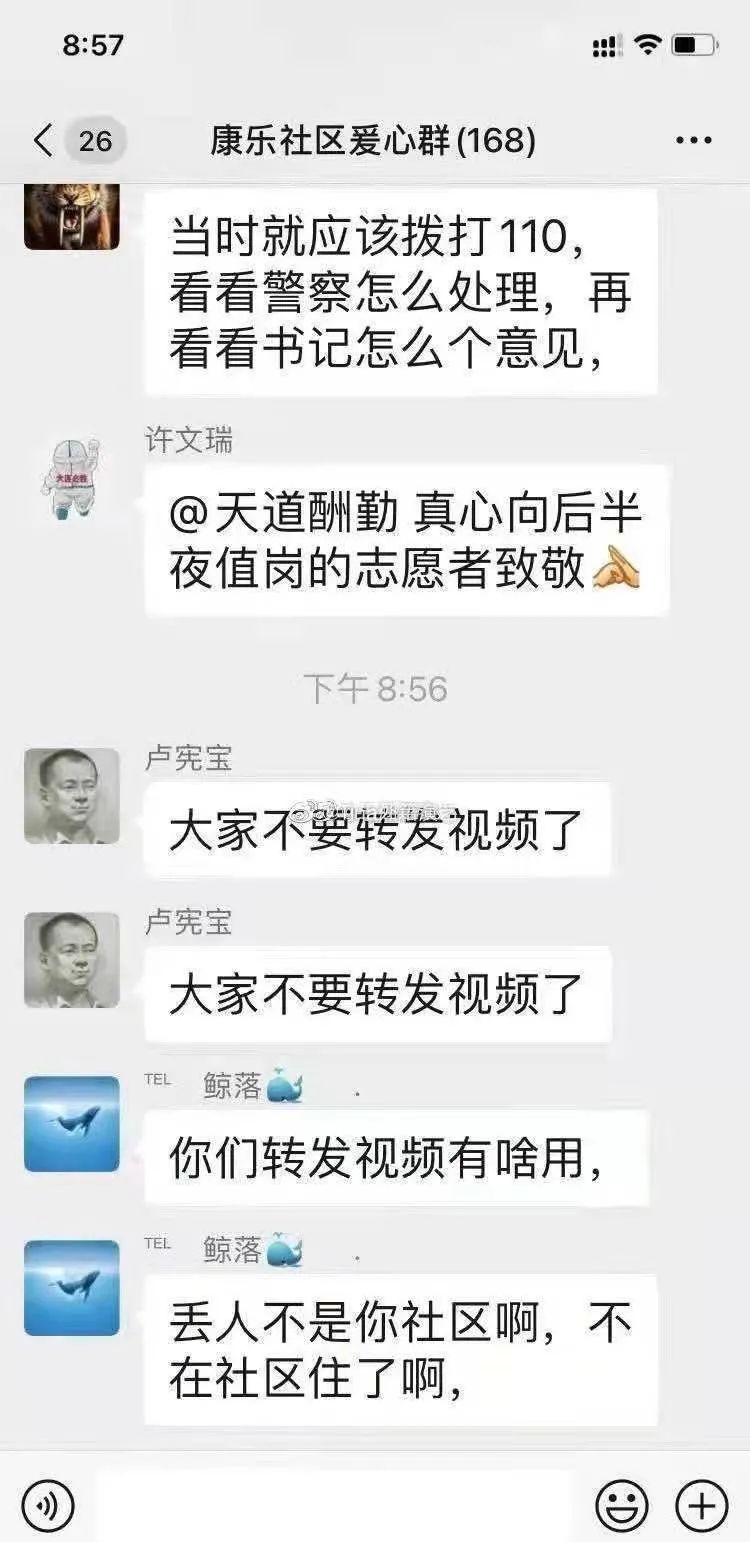 8:57
26
康乐社区爱心群(168)
当时就应该拨打110，
看看警察怎么处理，再
看看书记怎么个意见，
许文瑞
@天道酬勤 真心向后半
夜值岗的志愿者致敬
下午 8:56
卢宪宝
大家不要转发视频了
卢宪宝
大家不要转发视频了
TEL 鲸落 .
你们转发视频有啥用，
TEL 鲸落 .
丢人不是你社区啊，不
在社区住了啊，